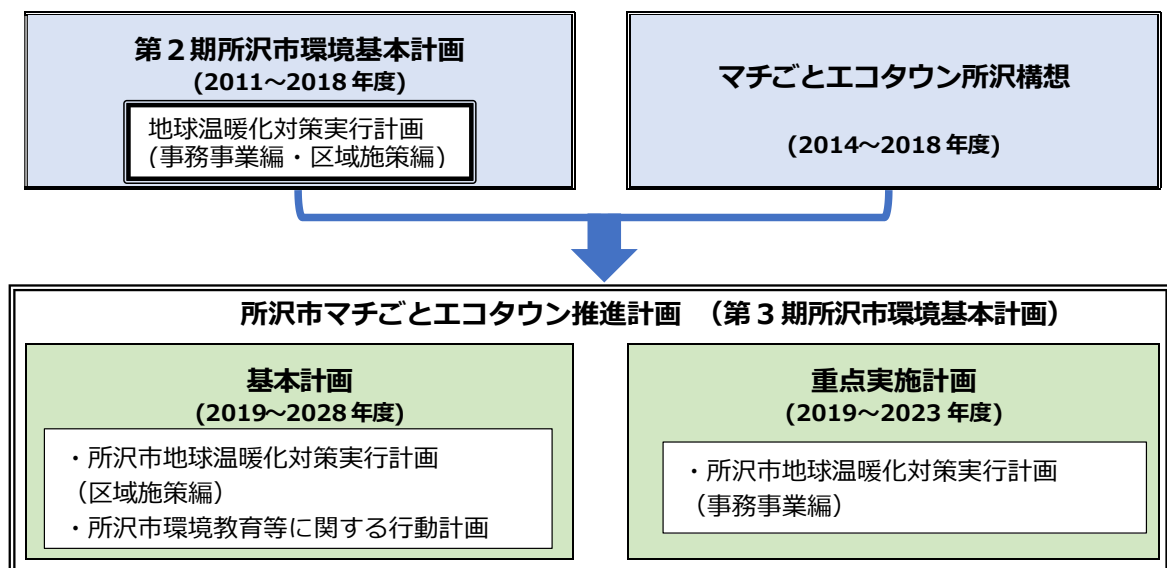 第２期所沢市環境基本計画
(2011～2018年度)
地球温暖化対策実行計画
（事務事業編・区域施策編）
マチごとエコタウン所沢構想
(2014～2018年度)
所沢市マチごとエコタウン推進計画 （第３期所沢市環境基本計画）
基本計画
(2019～2028年度)
・所沢市地球温暖化対策実行計画
（区域施策編）
・所沢市環境教育等に関する行動計画
重点実施計画
(2019～2023年度)
・所沢市地球温暖化対策実行計画
（事務事業編）